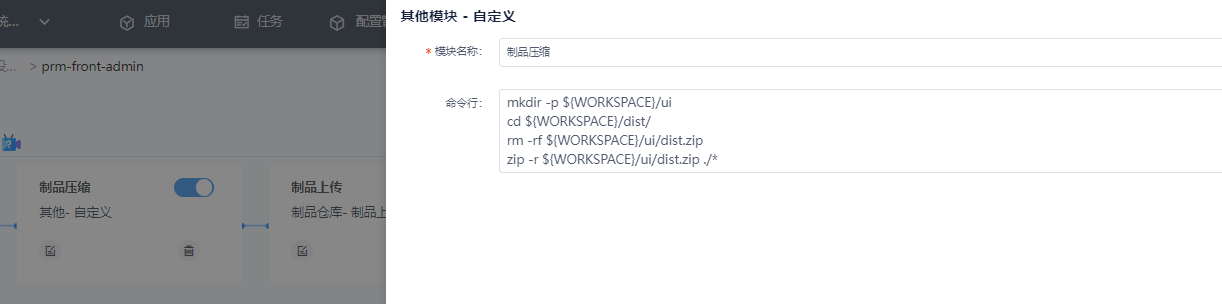 统...
应用
任务
配置管
... > prm-front-admin
制品压缩
其他- 自定义
制品上传
制品仓库- 制品上
其他模块 - 自定义
* 模块名称：
制品压缩
命令行：
mkdir -p ${WORKSPACE}/ui
cd ${WORKSPACE}/dist/
rm -rf ${WORKSPACE}/ui/dist.zip
zip -r ${WORKSPACE}/ui/dist.zip ./*